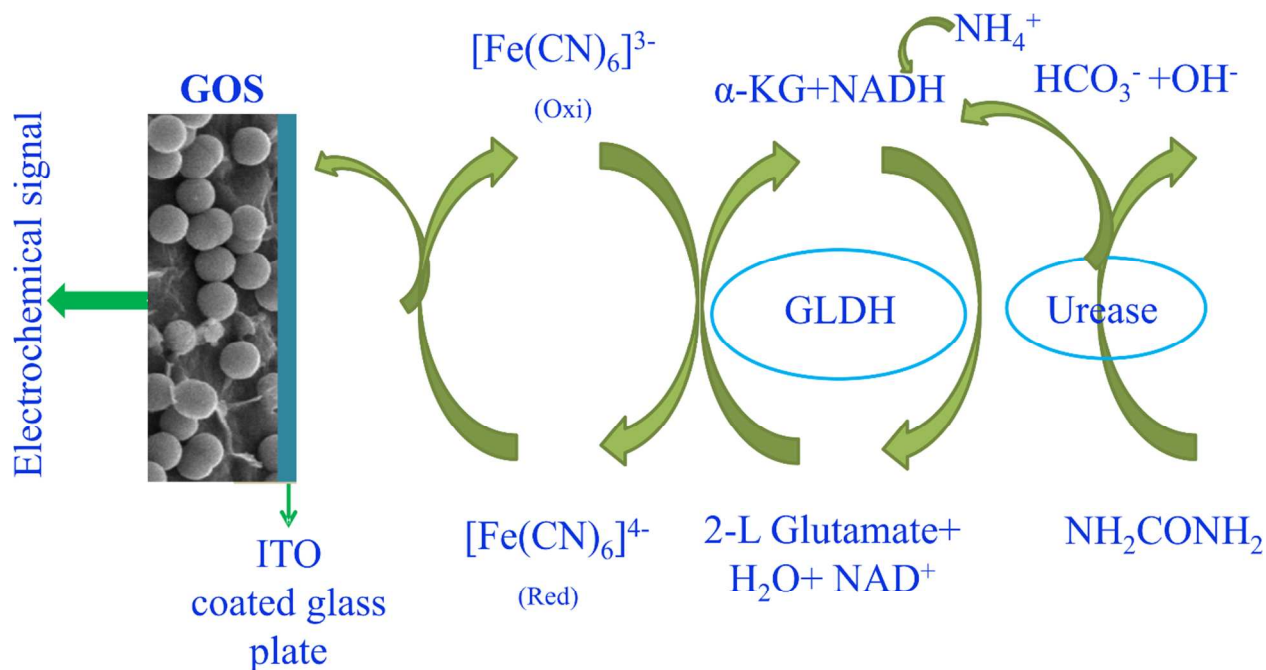 Electrochemical signal
GOS
ITO
coated glass
plate
[Fe(CN)₆]³⁻
(Oxi)
[Fe(CN)₆]⁴⁻
(Red)
α-KG+NADH
NH₄⁺
GLDH
2-L Glutamate+
H₂O+ NAD⁺
HCO₃⁻ +OH⁻
Urease
NH₂CONH₂